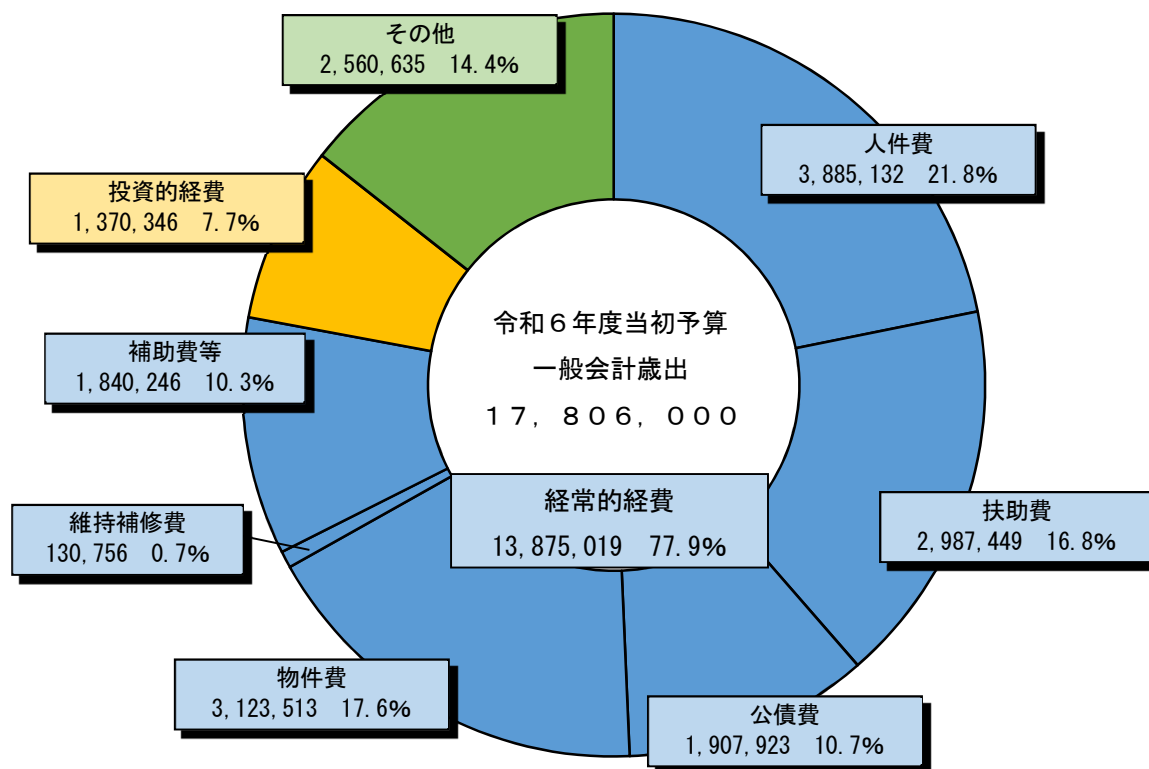 その他
2,560,635 14.4%
人件費
3,885,132 21.8%
投資的経費
1,370,346 7.7%
令和６年度当初予算
一般会計歳出
１７，８０６，０００
補助費等
1,840,246 10.3%
経常的経費
13,875,019 77.9%
扶助費
2,987,449 16.8%
維持補修費
130,756 0.7%
物件費
3,123,513 17.6%
公債費
1,907,923 10.7%